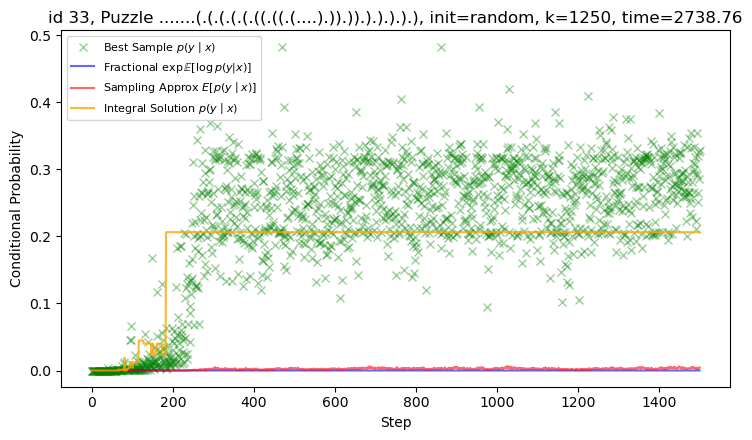 id 33, Puzzle .......(.(.(.(.(.((.((.(....).)).)).).).).).).), init=random, k=1250, time=2738.76
0.5
0.4
0.3
0.2
0.1
0.0
Conditional Probability
Best Sample p(y | x)
Fractional exp𝔼[log p(y|x)]
Sampling Approx E[p(y | x)]
Integral Solution p(y | x)
0 200 400 600 800 1000 1200 1400
Step